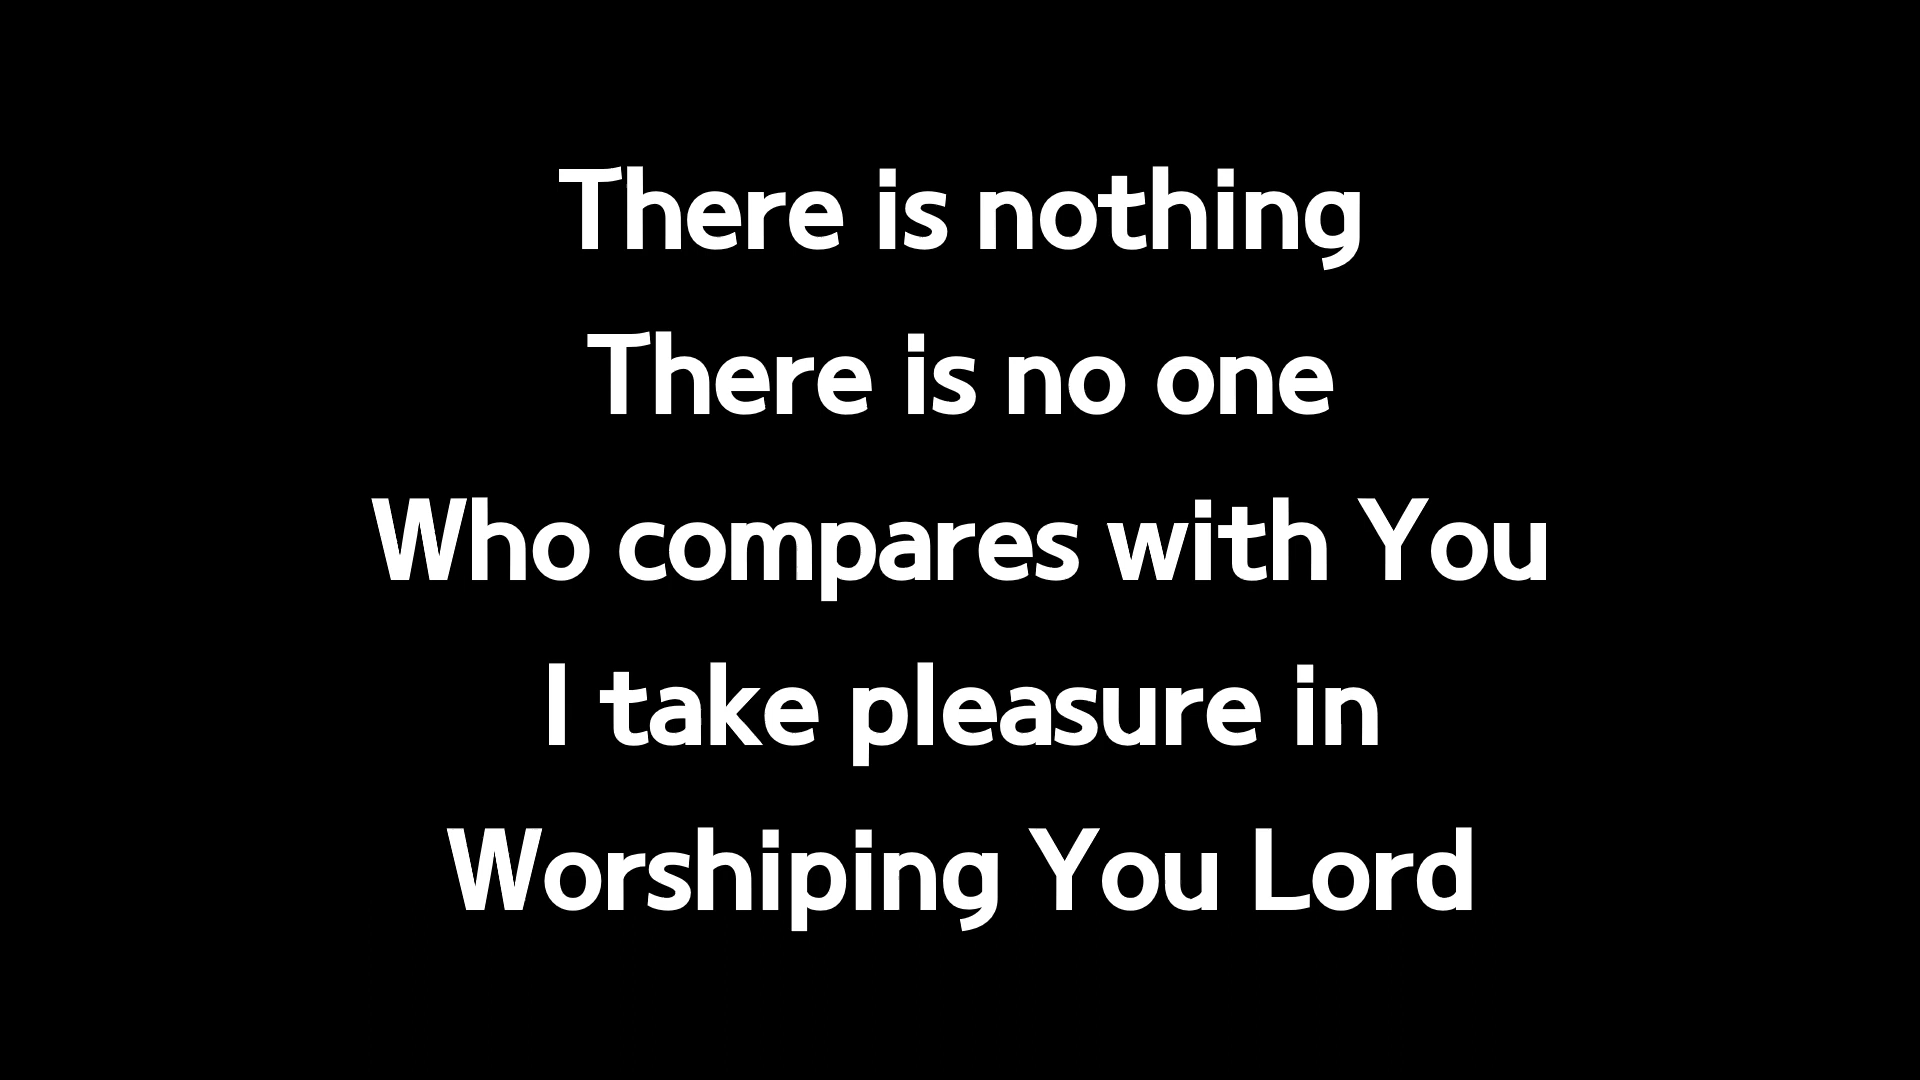 There is nothing
There is no one
Who compares with You
I take pleasure in
Worshiping You Lord